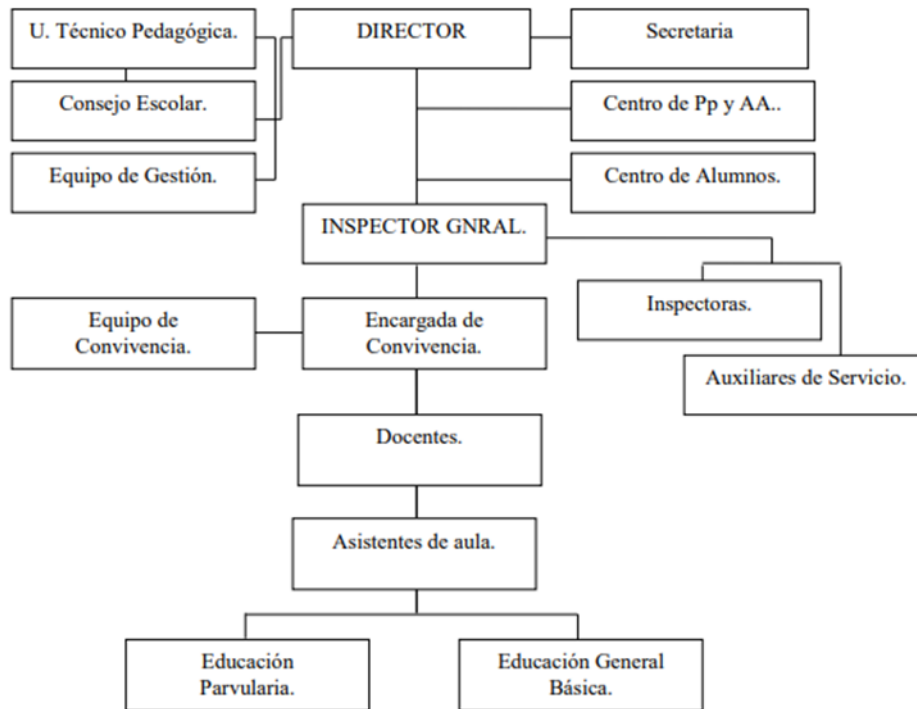 U. Técnico Pedagógica.
DIRECTOR
Secretaria
Consejo Escolar.
Centro de Pp y AA..
Equipo de Gestión.
Centro de Alumnos.
INSPECTOR GNRAL.
Inspectoras.
Equipo de
Convivencia.
Encargada de
Convivencia.
Auxiliares de Servicio.
Docentes.
Asistentes de aula.
Educación
Parvularia.
Educación General
Básica.